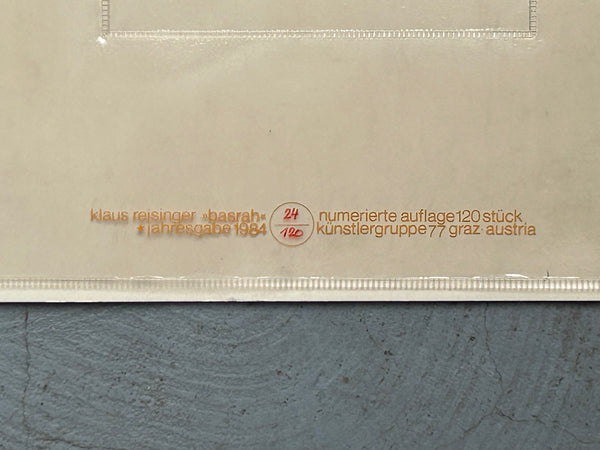 klaus reisinger »basrah«
* jahresgabe 1984
24
120
numerierte auflage 120 stück
künstlergruppe 77 graz · austria